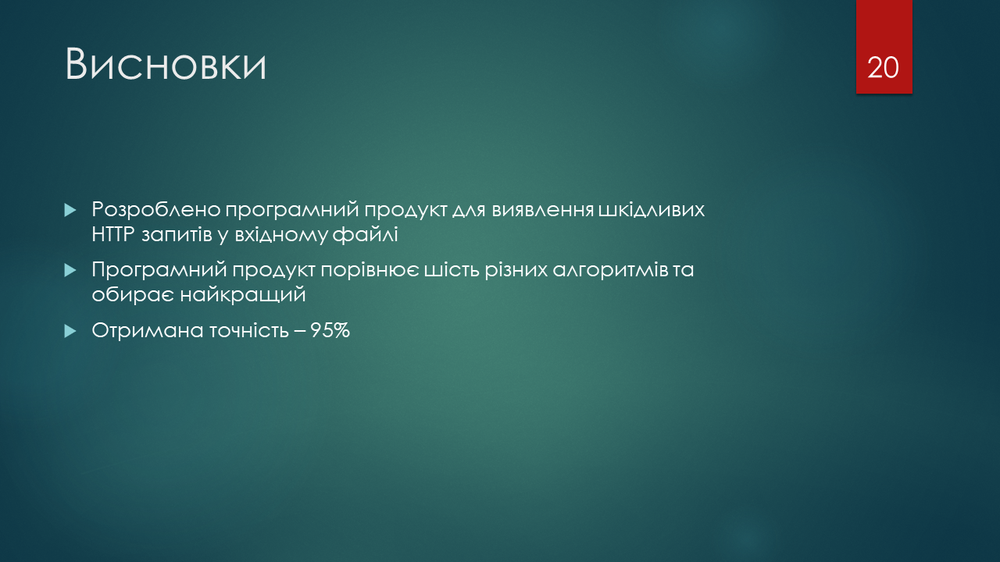 Висновки
20
Розроблено програмний продукт для виявлення шкідливих
HTTP запитів у вхідному файлі
Програмний продукт порівнює шість різних алгоритмів та
обирає найкращий
Отримана точність – 95%